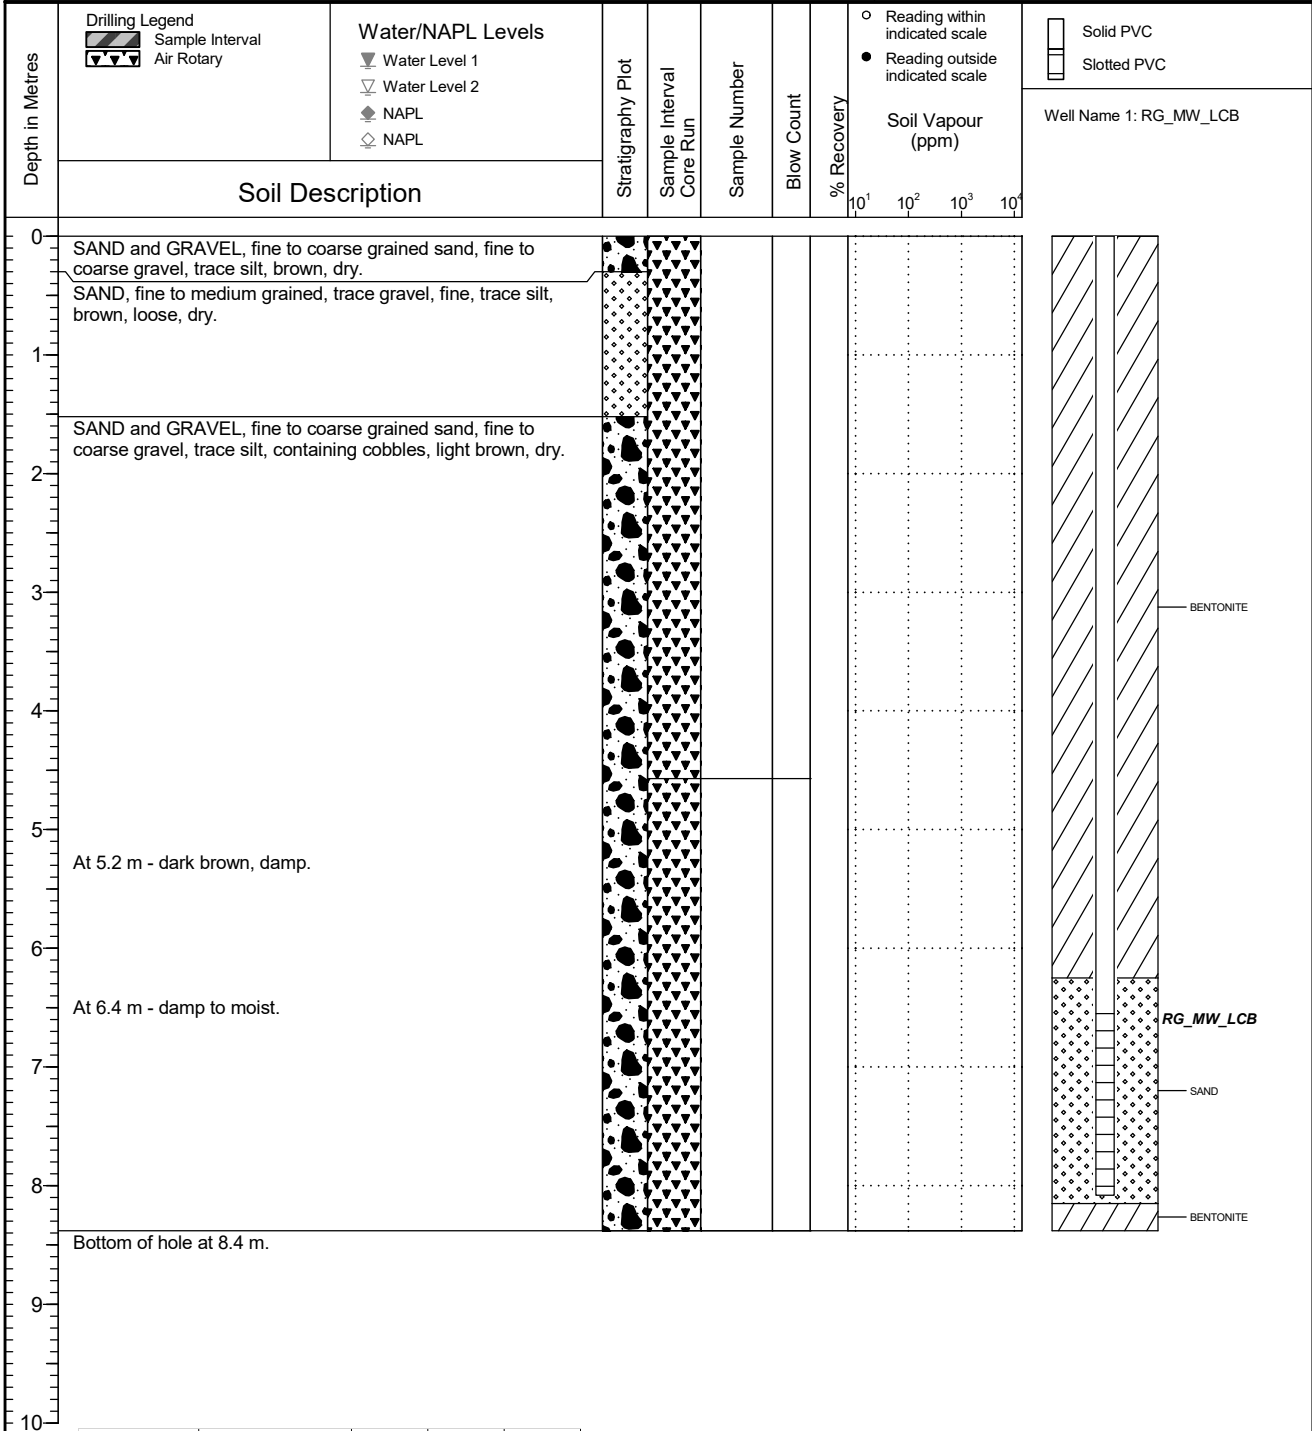 Drilling Legend
Sample Interval
Air Rotary
Water/NAPL Levels
Water Level 1
Water Level 2
NAPL
NAPL
Depth in Metres
Soil Description
Stratigraphy Plot
Sample Interval
Core Run
Sample Number
Blow Count
% Recovery
Reading within
indicated scale
Reading outside
indicated scale
Soil Vapour
(ppm)
10¹ 10² 10³ 10⁴
Solid PVC
Slotted PVC
Well Name 1: RG_MW_LCB
0
SAND and GRAVEL, fine to coarse grained sand, fine to
coarse gravel, trace silt, brown, dry.
SAND, fine to medium grained, trace gravel, fine, trace silt,
brown, loose, dry.
1
SAND and GRAVEL, fine to coarse grained sand, fine to
coarse gravel, trace silt, containing cobbles, light brown, dry.
2
3
BENTONITE
4
5
At 5.2 m - dark brown, damp.
6
At 6.4 m - damp to moist.
RG_MW_LCB
7
SAND
8
BENTONITE
Bottom of hole at 8.4 m.
9
10